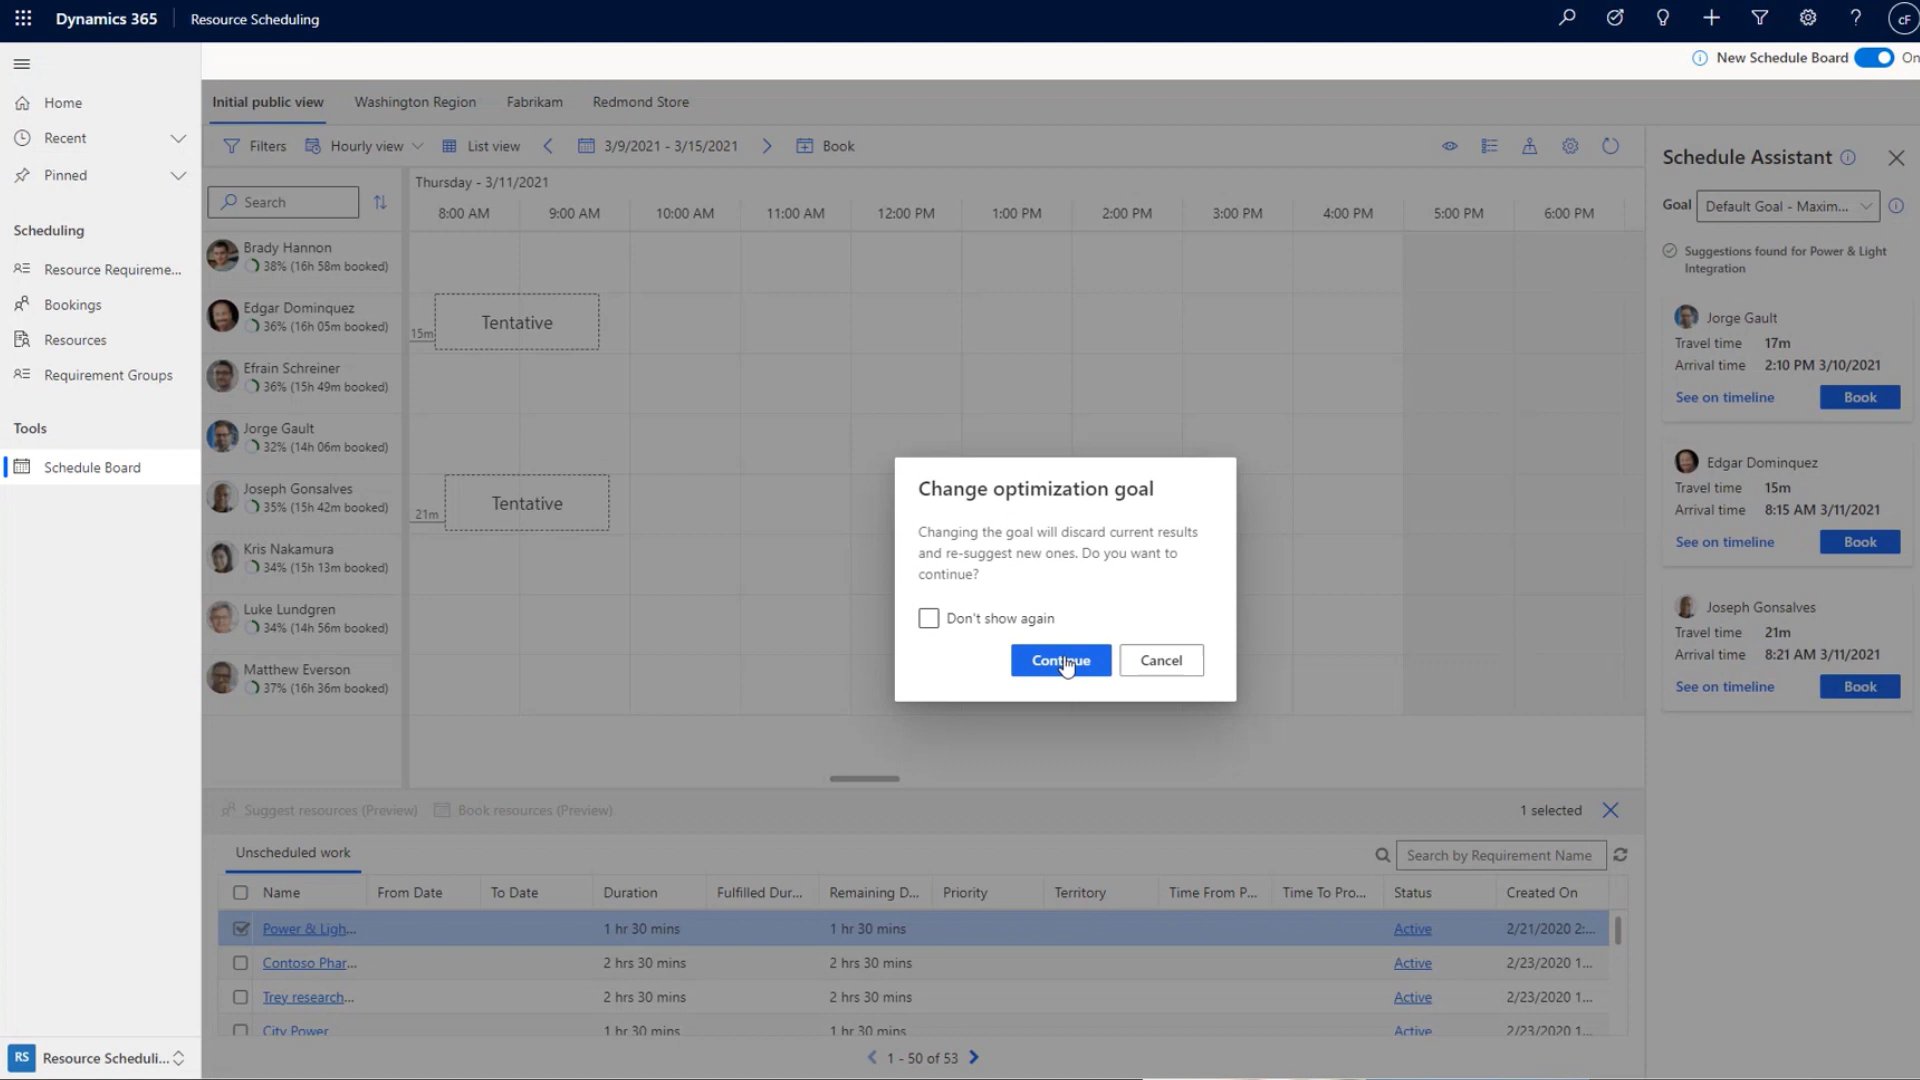 Dynamics 365
Resource Scheduling
cF
New Schedule Board
On
Home
Recent
Pinned
Scheduling
Resource Requireme...
Bookings
Resources
Requirement Groups
Tools
Schedule Board
RS
Resource Scheduli...
Initial public view
Washington Region
Fabrikam
Redmond Store
Filters
Hourly view
List view
3/9/2021 - 3/15/2021
Book
Search
Thursday - 3/11/2021
8:00 AM
9:00 AM
10:00 AM
11:00 AM
12:00 PM
1:00 PM
2:00 PM
3:00 PM
4:00 PM
5:00 PM
6:00 PM
Brady Hannon
38% (16h 58m booked)
Edgar Dominquez
36% (16h 05m booked)
15m
Tentative
Efrain Schreiner
36% (15h 49m booked)
Jorge Gault
32% (14h 06m booked)
Joseph Gonsalves
35% (15h 42m booked)
21m
Tentative
Kris Nakamura
34% (15h 13m booked)
Luke Lundgren
34% (14h 56m booked)
Matthew Everson
37% (16h 36m booked)
Change optimization goal
Changing the goal will discard current results
and re-suggest new ones. Do you want to
continue?
Don't show again
Continue
Cancel
Schedule Assistant
Goal
Default Goal - Maxim...
Suggestions found for Power & Light
Integration
Jorge Gault
Travel time 17m
Arrival time 2:10 PM 3/10/2021
See on timeline
Book
Edgar Dominquez
Travel time 15m
Arrival time 8:15 AM 3/11/2021
See on timeline
Book
Joseph Gonsalves
Travel time 21m
Arrival time 8:21 AM 3/11/2021
See on timeline
Book
Suggest resources (Preview)
Book resources (Preview)
1 selected
Unscheduled work
Search by Requirement Name
Name From Date To Date Duration Fulfilled Dur... Remaining D... Priority Territory Time From P... Time To Pro... Status Created On
Power & Ligh... 1 hr 30 mins 1 hr 30 mins Active 2/21/2020 2:...
Contoso Phar... 2 hrs 30 mins 2 hrs 30 mins Active 2/23/2020 1...
Trey research... 2 hrs 30 mins 2 hrs 30 mins Active 2/23/2020 1...
City Power 1 hr 30 mins 1 hr 30 mins Active 2/23/2020 1...
1 - 50 of 53